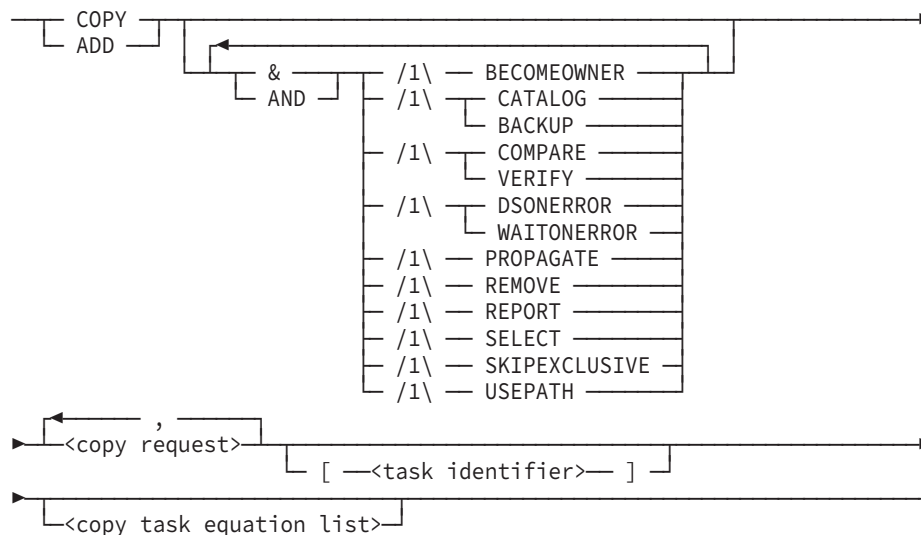 COPY
ADD
& /1\ BECOMEOWNER
AND /1\ CATALOG
BACKUP
/1\ COMPARE
VERIFY
/1\ DSONERROR
WAITONERROR
/1\ PROPAGATE
/1\ REMOVE
/1\ REPORT
/1\ SELECT
/1\ SKIPEXCLUSIVE
/1\ USEPATH
,
<copy request>
[ <task identifier> ]
<copy task equation list>